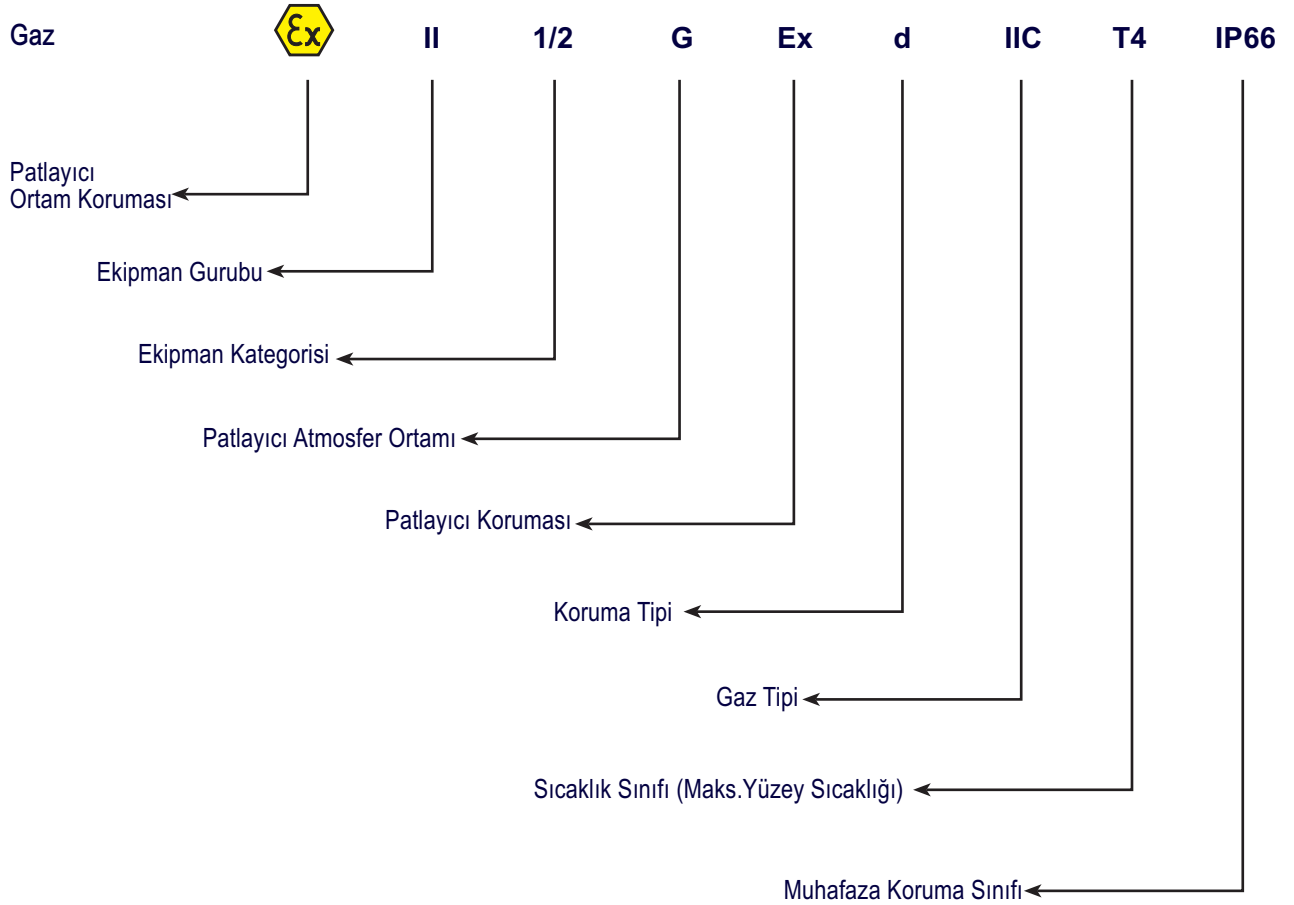 Gaz Ex II 1/2 G Ex d IIC T4 IP66
Patlayıcı
Ortam Koruması
Ekipman Gurubu
Ekipman Kategorisi
Patlayıcı Atmosfer Ortamı
Patlayıcı Koruması
Koruma Tipi
Gaz Tipi
Sıcaklık Sınıfı (Maks.Yüzey Sıcaklığı)
Muhafaza Koruma Sınıfı